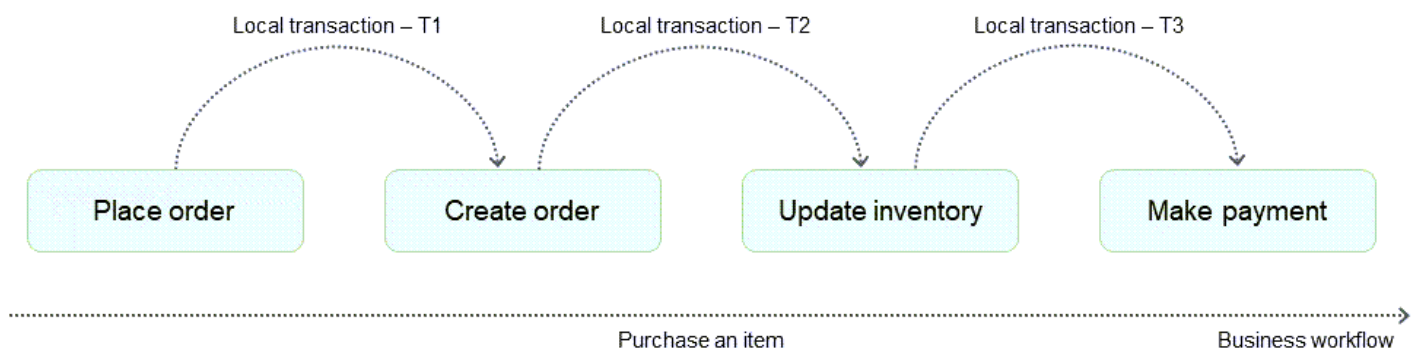 Local transaction – T1
Local transaction – T2
Local transaction – T3
Place order
Create order
Update inventory
Make payment
Purchase an item
Business workflow